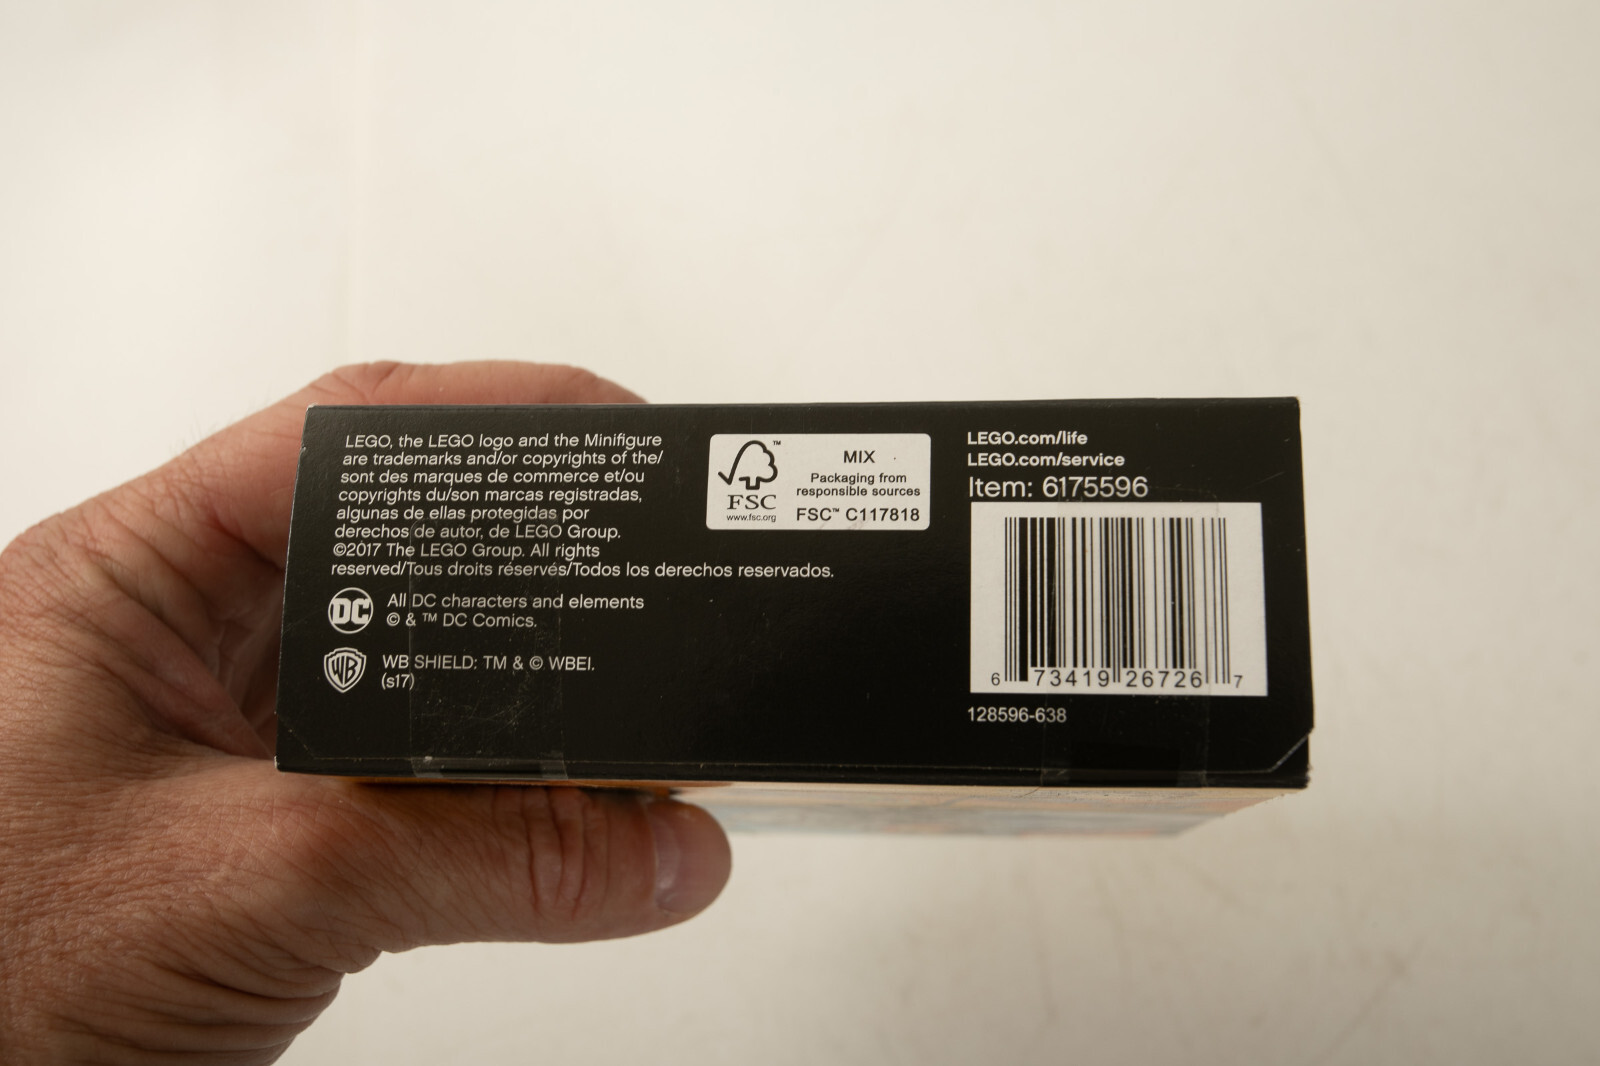 LEGO, the LEGO logo and the Minifigure
are trademarks and/or copyrights of the/
sont des marques de commerce et/ou
copyrights du/son marcas registradas,
algunas de ellas protegidas por
derechos de autor, de LEGO Group.
©2017 The LEGO Group. All rights
reserved/Tous droits réservés/Todos los derechos reservados.
DC
All DC characters and elements
© & ™ DC Comics.
WB
WB SHIELD: TM & © WBEI.
(s17)
™
FSC
www.fsc.org
MIX
Packaging from
responsible sources
FSC™ C117818
LEGO.com/life
LEGO.com/service
Item: 6175596
6 73419 26726 7
128596-638